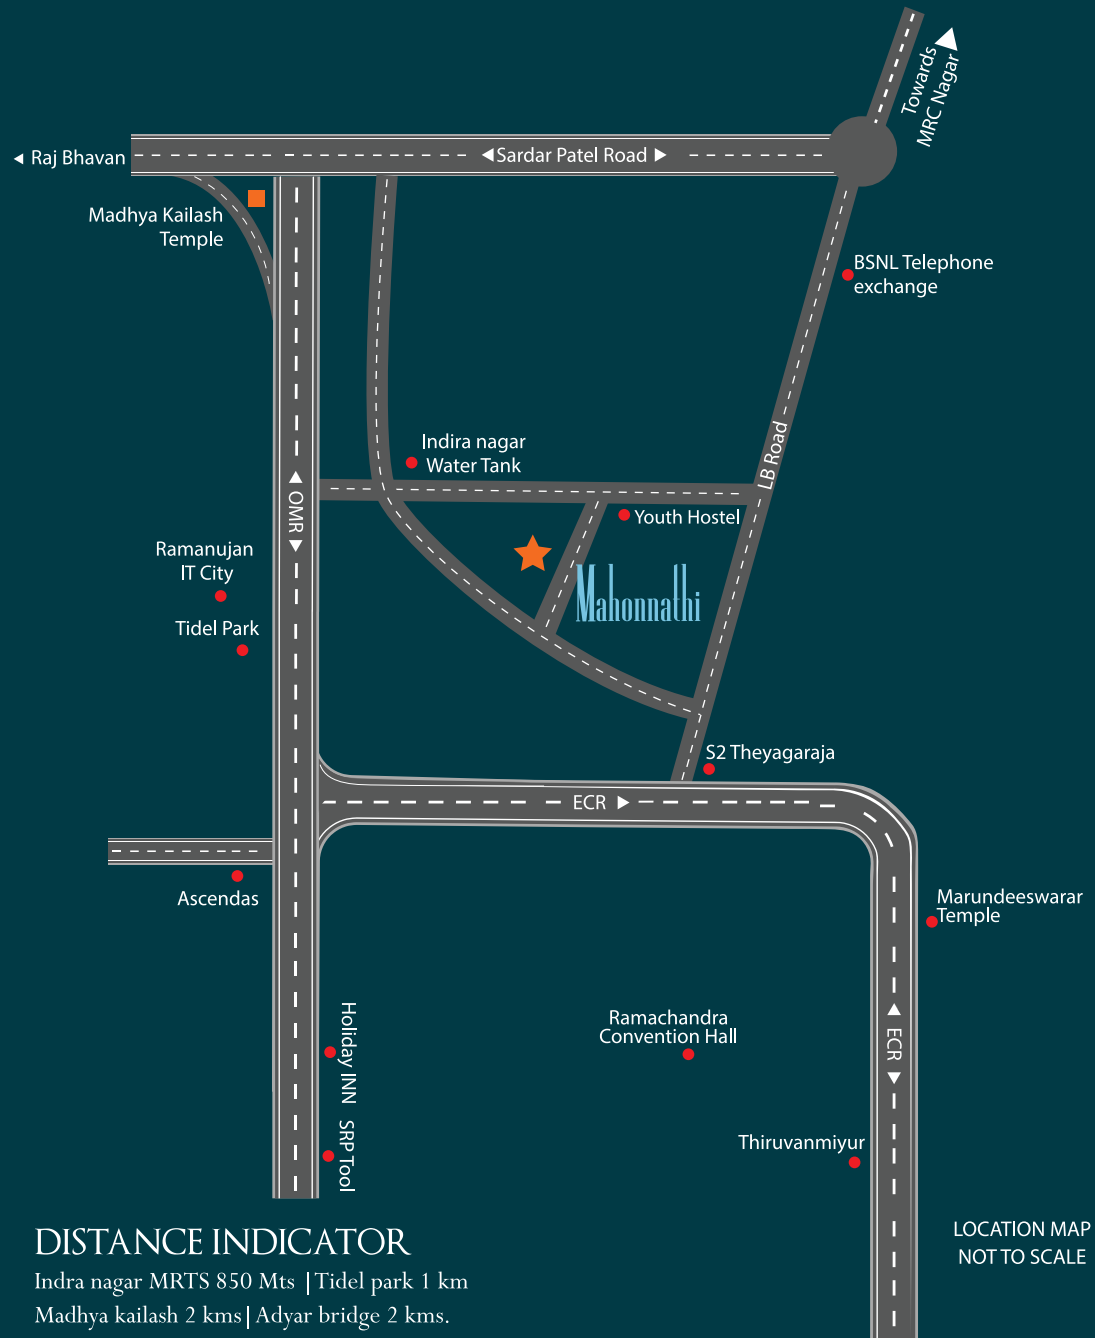 Towards
MRC Nagar
Raj Bhavan
Sardar Patel Road
Madhya Kailash
Temple
BSNL Telephone
exchange
Indira nagar
Water Tank
LB Road
OMR
Youth Hostel
Ramanujan
IT City
Mahonnathi
Tidel Park
S2 Theyagaraja
ECR
Ascendas
Marundeeswarar
Temple
Holiday INN
Ramachandra
Convention Hall
ECR
SRP Tool
Thiruvanmiyur
LOCATION MAP
NOT TO SCALE
DISTANCE INDICATOR
Indra nagar MRTS 850 Mts | Tidel park 1 km
Madhya kailash 2 kms | Adyar bridge 2 kms.